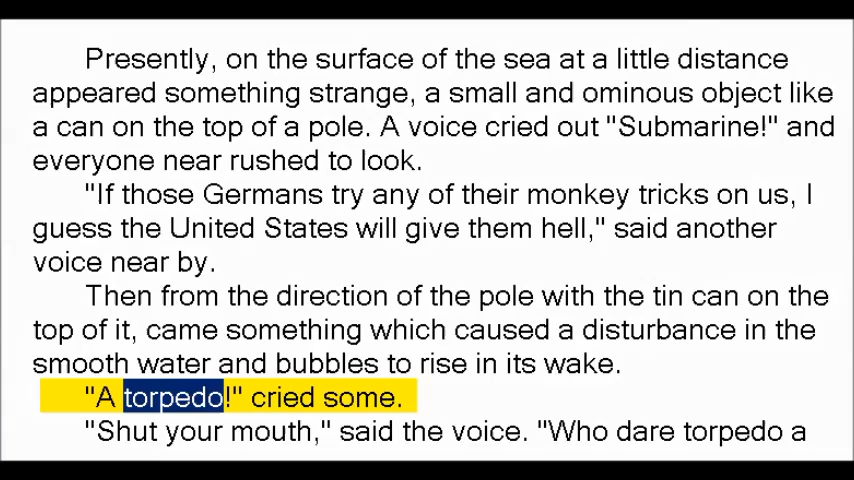 Presently, on the surface of the sea at a little distance
appeared something strange, a small and ominous object like
a can on the top of a pole. A voice cried out "Submarine!" and
everyone near rushed to look.
"If those Germans try any of their monkey tricks on us, I
guess the United States will give them hell," said another
voice near by.
Then from the direction of the pole with the tin can on the
top of it, came something which caused a disturbance in the
smooth water and bubbles to rise in its wake.
"A torpedo!" cried some.
"Shut your mouth," said the voice. "Who dare torpedo a